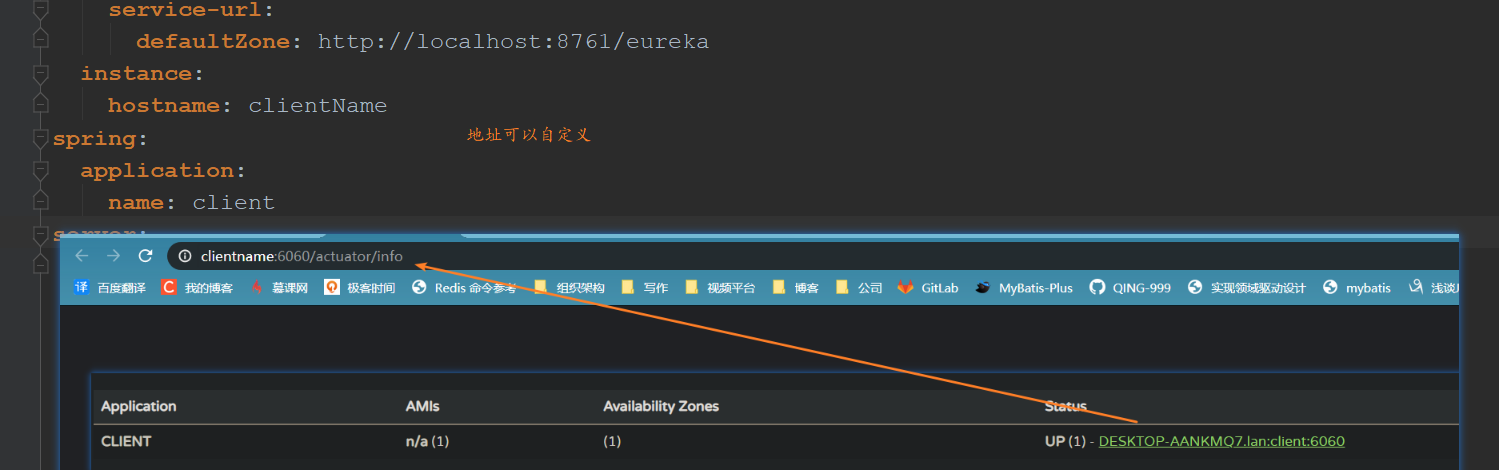 service-url:
defaultZone: http://localhost:8761/eureka
instance:
hostname: clientName
spring:
地址可以自定义
application:
name: client
server:
clientname:6060/actuator/info
译 百度翻译 C 我的博客 慕课网 极客时间 Redis 命令参考 组织架构 写作 视频平台 博客 公司 GitLab MyBatis-Plus QING-999 实现领域驱动设计 mybatis 浅谈
Application AMIs Availability Zones Status
CLIENT n/a (1) (1) UP (1) - DESKTOP-AANKMQ7.lan:client:6060